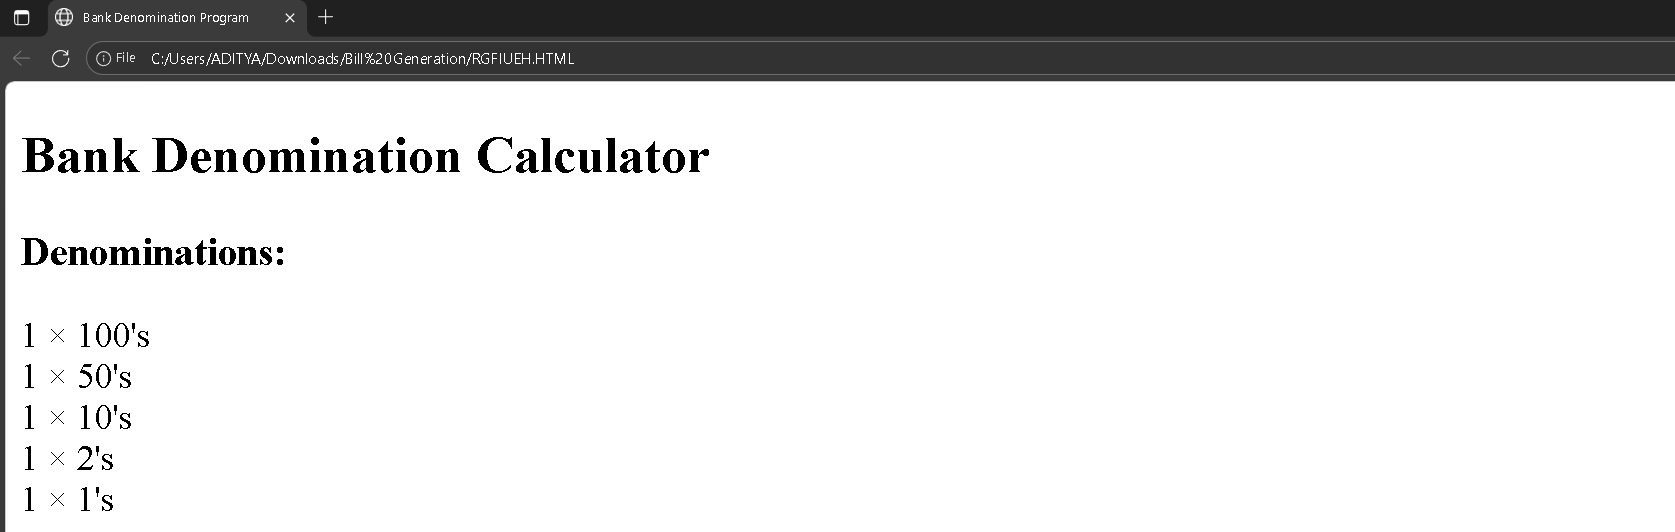 Bank Denomination Program
File C:/Users/ADITYA/Downloads/Bill%20Generation/RGFIUEH.HTML
Bank Denomination Calculator
Denominations:
1 × 100's
1 × 50's
1 × 10's
1 × 2's
1 × 1's